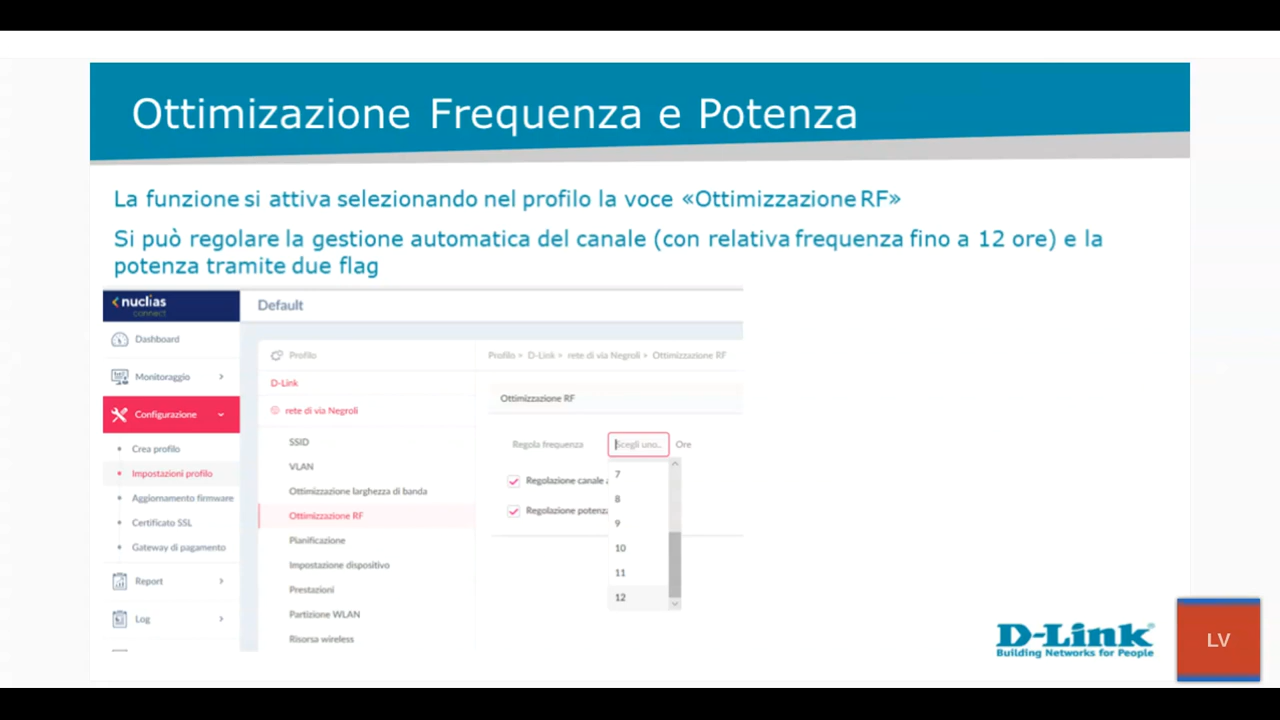 Ottimizazione Frequenza e Potenza
La funzione si attiva selezionando nel profilo la voce «Ottimizzazione RF»
Si può regolare la gestione automatica del canale (con relativa frequenza fino a 12 ore) e la
potenza tramite due flag
nuclias
connect
Default
Dashboard
Monitoraggio
Configurazione
Crea profilo
Impostazioni profilo
Aggiornamento firmware
Certificato SSL
Gateway di pagamento
Report
Log
Profilo
D-Link
rete di via Negroli
SSID
VLAN
Ottimizzazione larghezza di banda
Ottimizzazione RF
Planificazione
Impostazione dispositivo
Prestazioni
Partizione WLAN
Risorsa wireless
Profilo > D-Link > rete di via Negroli > Ottimizzazione RF
Ottimizzazione RF
Regola frequenza Scegli uno.. Ore
Regolazione canale a
Regolazione potenz
7
8
9
10
11
12
D-Link
Building Networks for People
LV